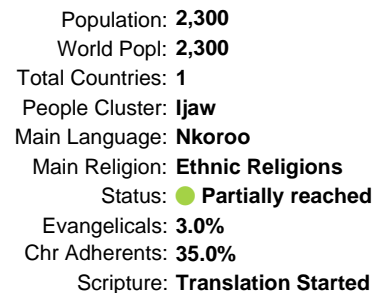 Population: 2,300
World Popl: 2,300
Total Countries: 1
People Cluster: Ijaw
Main Language: Nkoroo
Main Religion: Ethnic Religions
Status: Partially reached
Evangelicals: 3.0%
Chr Adherents: 35.0%
Scripture: Translation Started